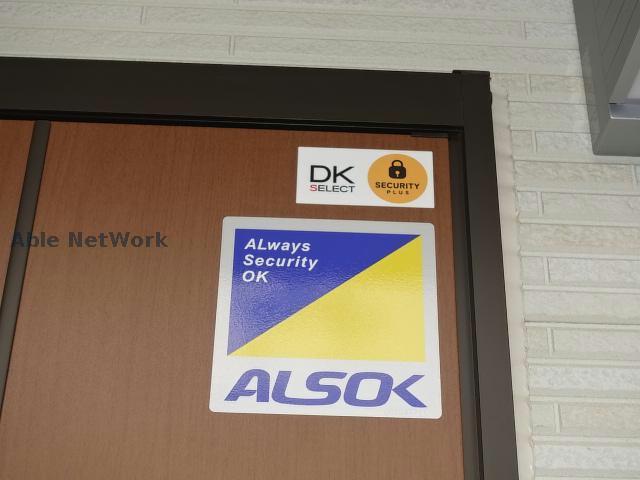 DK
SELECT
SECURITY
PLUS
Able NetWork
ALways
Security
OK
ALSOK